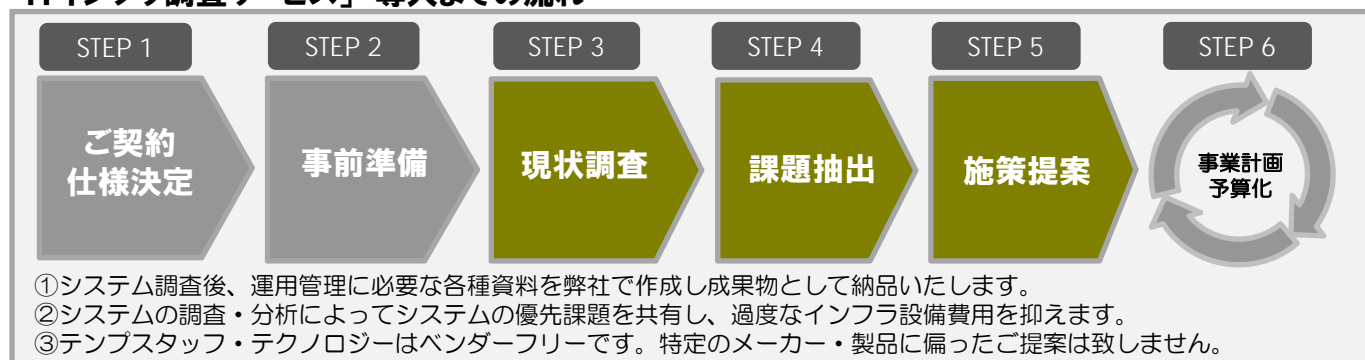 STEP 1
STEP 2
STEP 3
STEP 4
STEP 5
STEP 6
ご契約
仕様決定
事前準備
現状調査
課題抽出
施策提案
事業計画
予算化
①システム調査後、運用管理に必要な各種資料を弊社で作成し成果物として納品いたします。
②システムの調査・分析によってシステムの優先課題を共有し、過度なインフラ設備費用を抑えます。
③テンプスタッフ・テクノロジーはベンダーフリーです。特定のメーカー・製品に偏ったご提案は致しません。